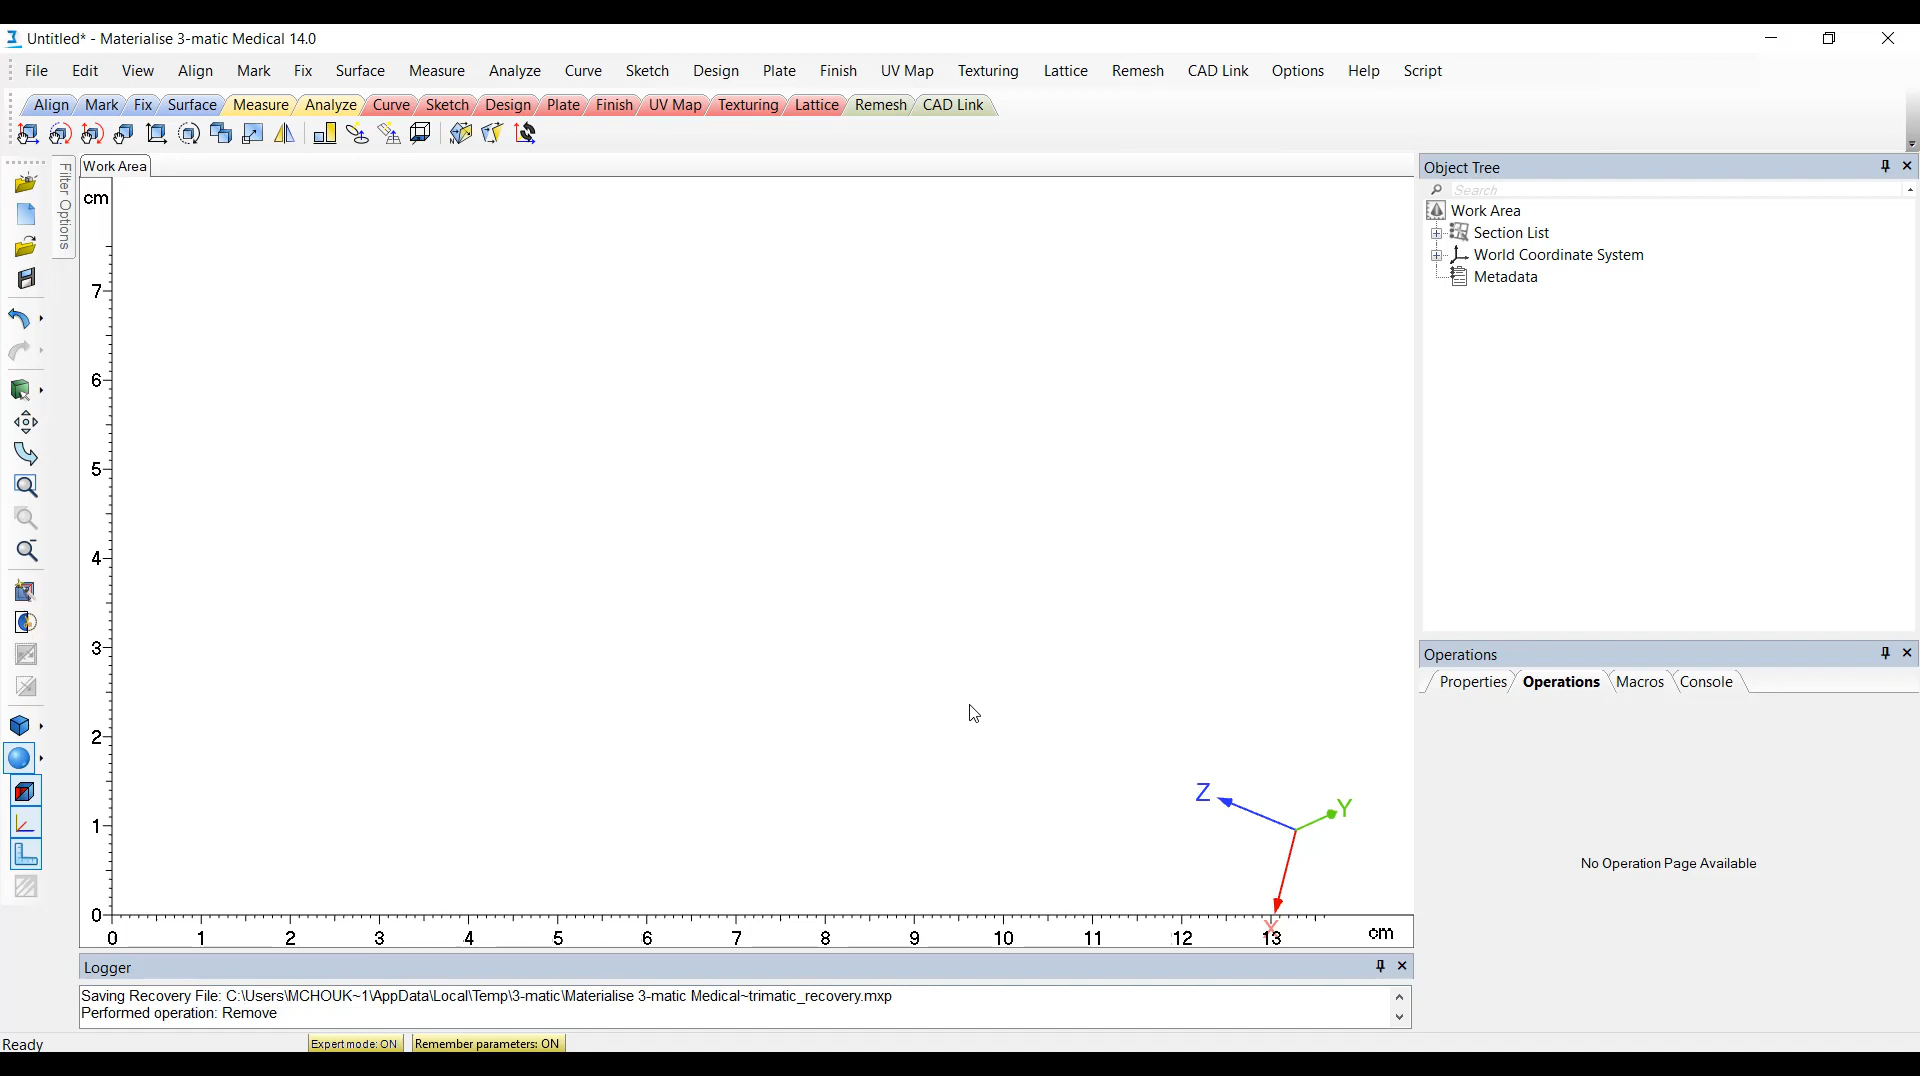 Untitled* - Materialise 3-matic Medical 14.0
File Edit View Align Mark Fix Surface Measure Analyze Curve Sketch Design Plate Finish UV Map Texturing Lattice Remesh CAD Link Options Help Script
Align Mark Fix Surface Measure Analyze Curve Sketch Design Plate Finish UV Map Texturing Lattice Remesh CAD Link
Filter Options
Work Area
cm
7
6
5
4
3
2
1
0
0 1 2 3 4 5 6 7 8 9 10 11 12 13 cm
Z
Y
X
Object Tree
Search
Work Area
Section List
World Coordinate System
Metadata
Operations
Properties Operations Macros Console
No Operation Page Available
Logger
Saving Recovery File: C:\Users\MCHOUK~1\AppData\Local\Temp\3-matic\Materialise 3-matic Medical~trimatic_recovery.mxp
Performed operation: Remove
Ready
Expert mode: ON
Remember parameters: ON